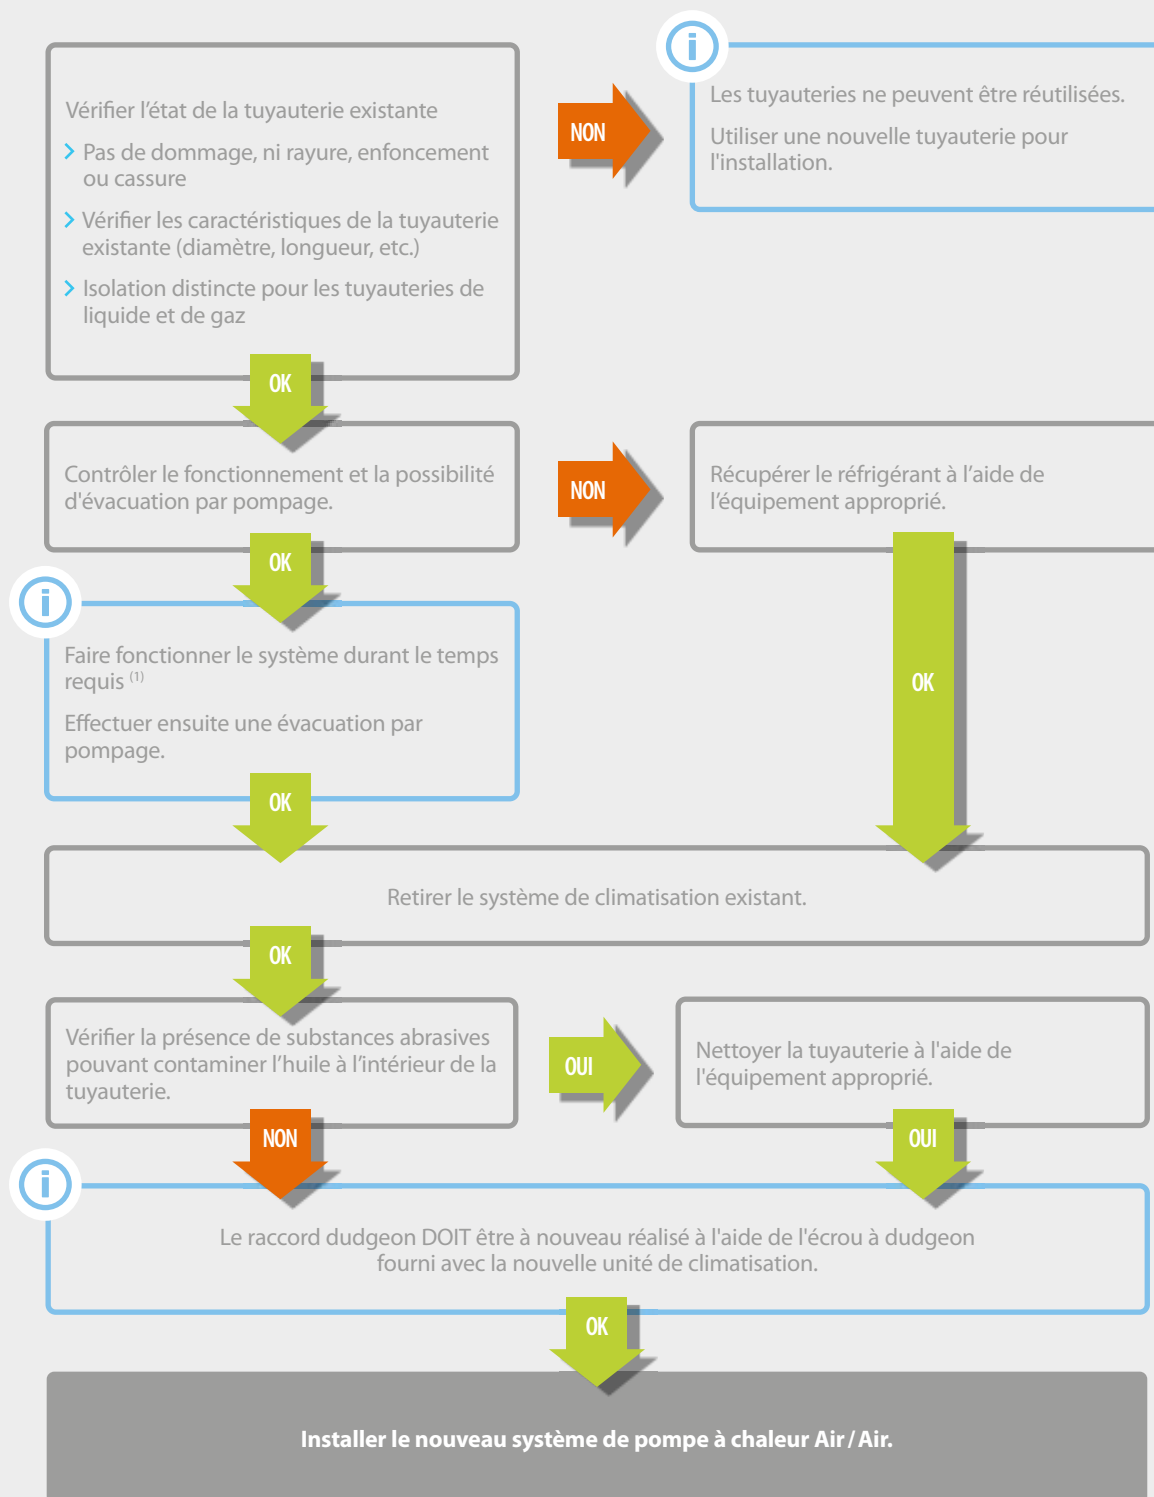 Vérifier l'état de la tuyauterie existante
> Pas de dommage, ni rayure, enfoncement
ou cassure
> Vérifier les caractéristiques de la tuyauterie
existante (diamètre, longueur, etc.)
> Isolation distincte pour les tuyauteries de
liquide et de gaz
NON
i
Les tuyauteries ne peuvent être réutilisées.
Utiliser une nouvelle tuyauterie pour
l'installation.
OK
Contrôler le fonctionnement et la possibilité
d'évacuation par pompage.
NON
Récupérer le réfrigérant à l'aide de
l'équipement approprié.
OK
i
Faire fonctionner le système durant le temps
requis (1)
Effectuer ensuite une évacuation par
pompage.
OK
OK
Retirer le système de climatisation existant.
OK
Vérifier la présence de substances abrasives
pouvant contaminer l'huile à l'intérieur de la
tuyauterie.
OUI
Nettoyer la tuyauterie à l'aide de
l'équipement approprié.
NON
OUI
i
Le raccord dudgeon DOIT être à nouveau réalisé à l'aide de l'écrou à dudgeon
fourni avec la nouvelle unité de climatisation.
OK
Installer le nouveau système de pompe à chaleur Air / Air.